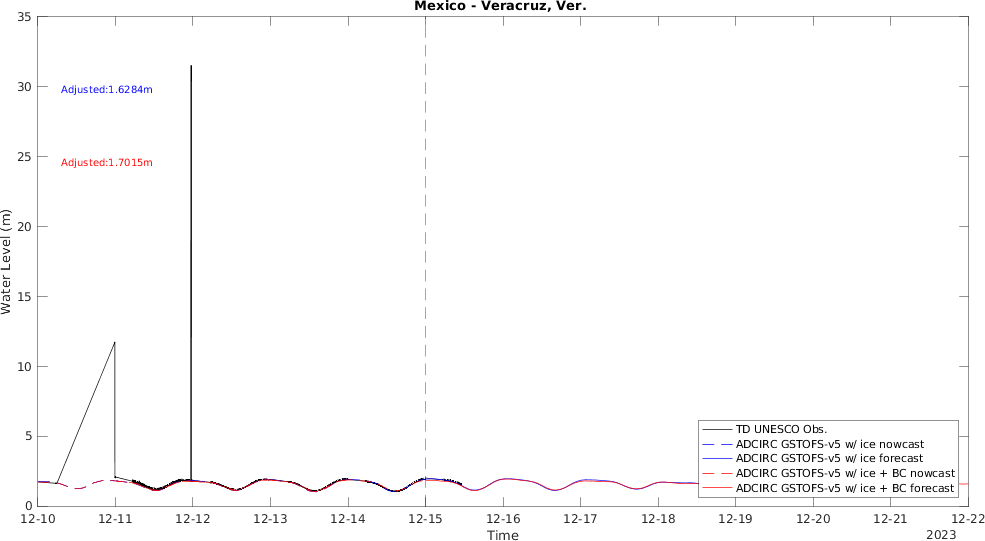 Mexico - Veracruz, Ver.
35
30
25
20
15
10
5
0
Water Level (m)
Adjusted:1.6284m
Adjusted:1.7015m
TD UNESCO Obs.
ADCIRC GSTOFS-v5 w/ ice nowcast
ADCIRC GSTOFS-v5 w/ ice forecast
ADCIRC GSTOFS-v5 w/ ice + BC nowcast
ADCIRC GSTOFS-v5 w/ ice + BC forecast
12-10 12-11 12-12 12-13 12-14 12-15 12-16 12-17 12-18 12-19 12-20 12-21 12-22
Time
2023